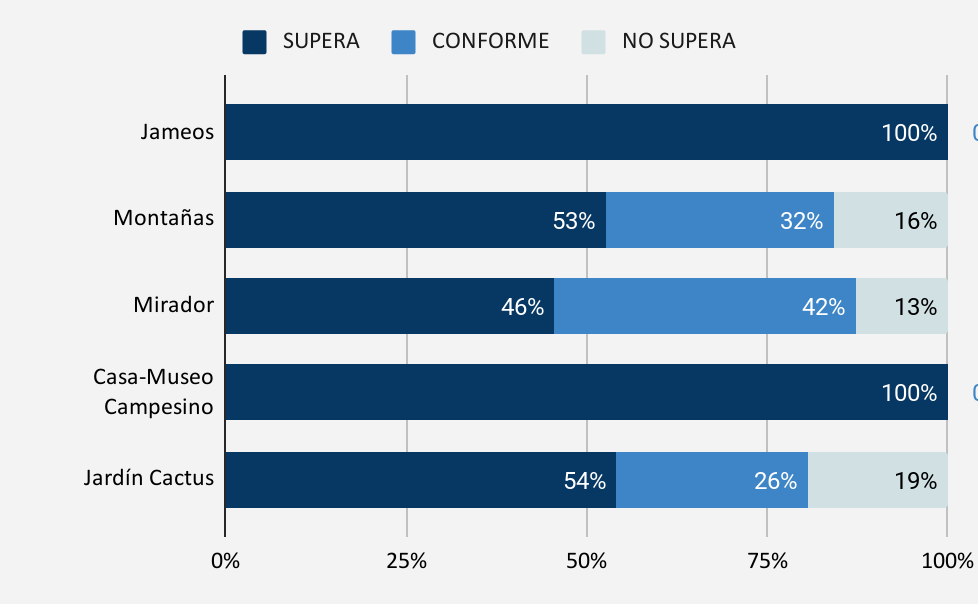 SUPERA CONFORME NO SUPERA
Jameos 100%
Montañas 53% 32% 16%
Mirador 46% 42% 13%
Casa-Museo
Campesino 100%
Jardín Cactus 54% 26% 19%
0% 25% 50% 75% 100%